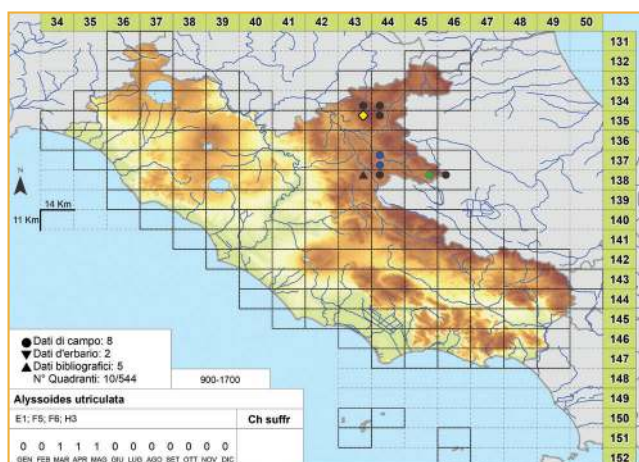 34 35 36 37 38 39 40 41 42 43 44 45 46 47 48 49 50
131
132
133
134
135
136
137
138
139
140
141
142
143
144
145
146
147
148
149
150
151
152
N
14 Km
11 Km
Dati di campo: 8
Dati d'erbario: 2
Dati bibliografici: 5
N° Quadranti: 10/544
900-1700
Alyssoides utriculata
E1; F5; F6; H3
Ch suffr
0 0 1 1 1 0 0 0 0 0 0 0
GEN FEB MAR APR MAG GIU LUG AGO SET OTT NOV DIC